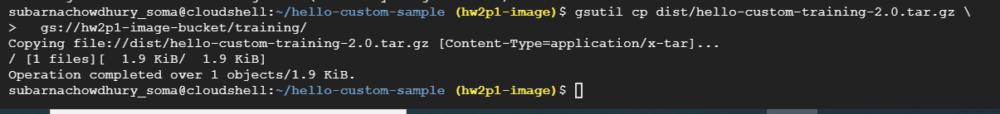 subarnachowdhury_soma@cloudshell:~/hello-custom-sample (hw2p1-image)$ gsutil cp dist/hello-custom-training-2.0.tar.gz \
>   gs://hw2p1-image-bucket/training/
Copying file://dist/hello-custom-training-2.0.tar.gz [Content-Type=application/x-tar]...
/ [1 files][  1.9 KiB/  1.9 KiB]
Operation completed over 1 objects/1.9 KiB.
subarnachowdhury_soma@cloudshell:~/hello-custom-sample (hw2p1-image)$